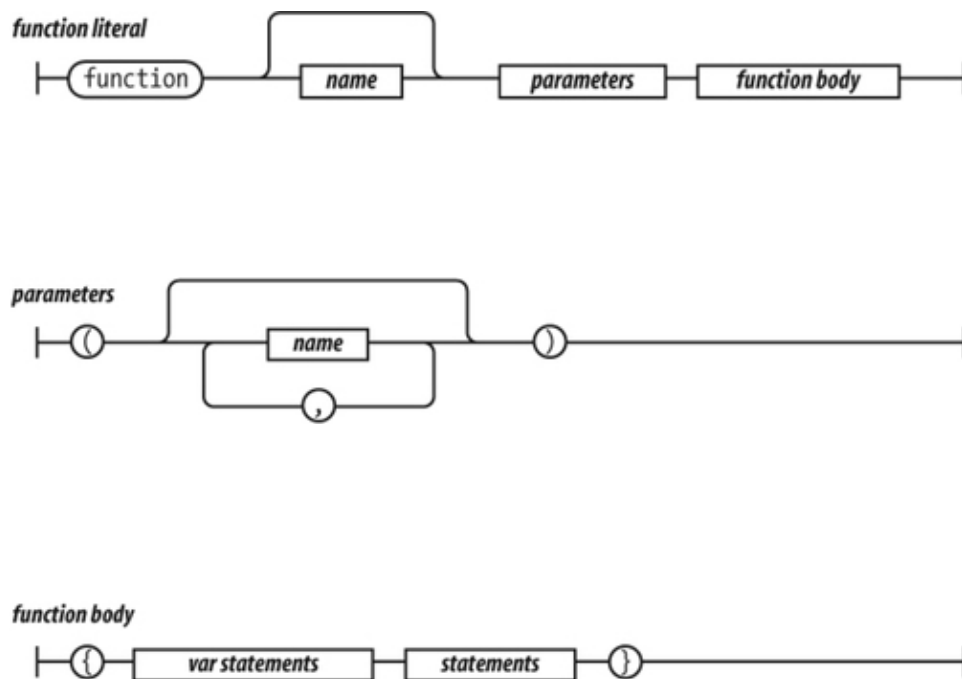 function literal
function name parameters function body
parameters
( name )
,
function body
{ var statements statements }